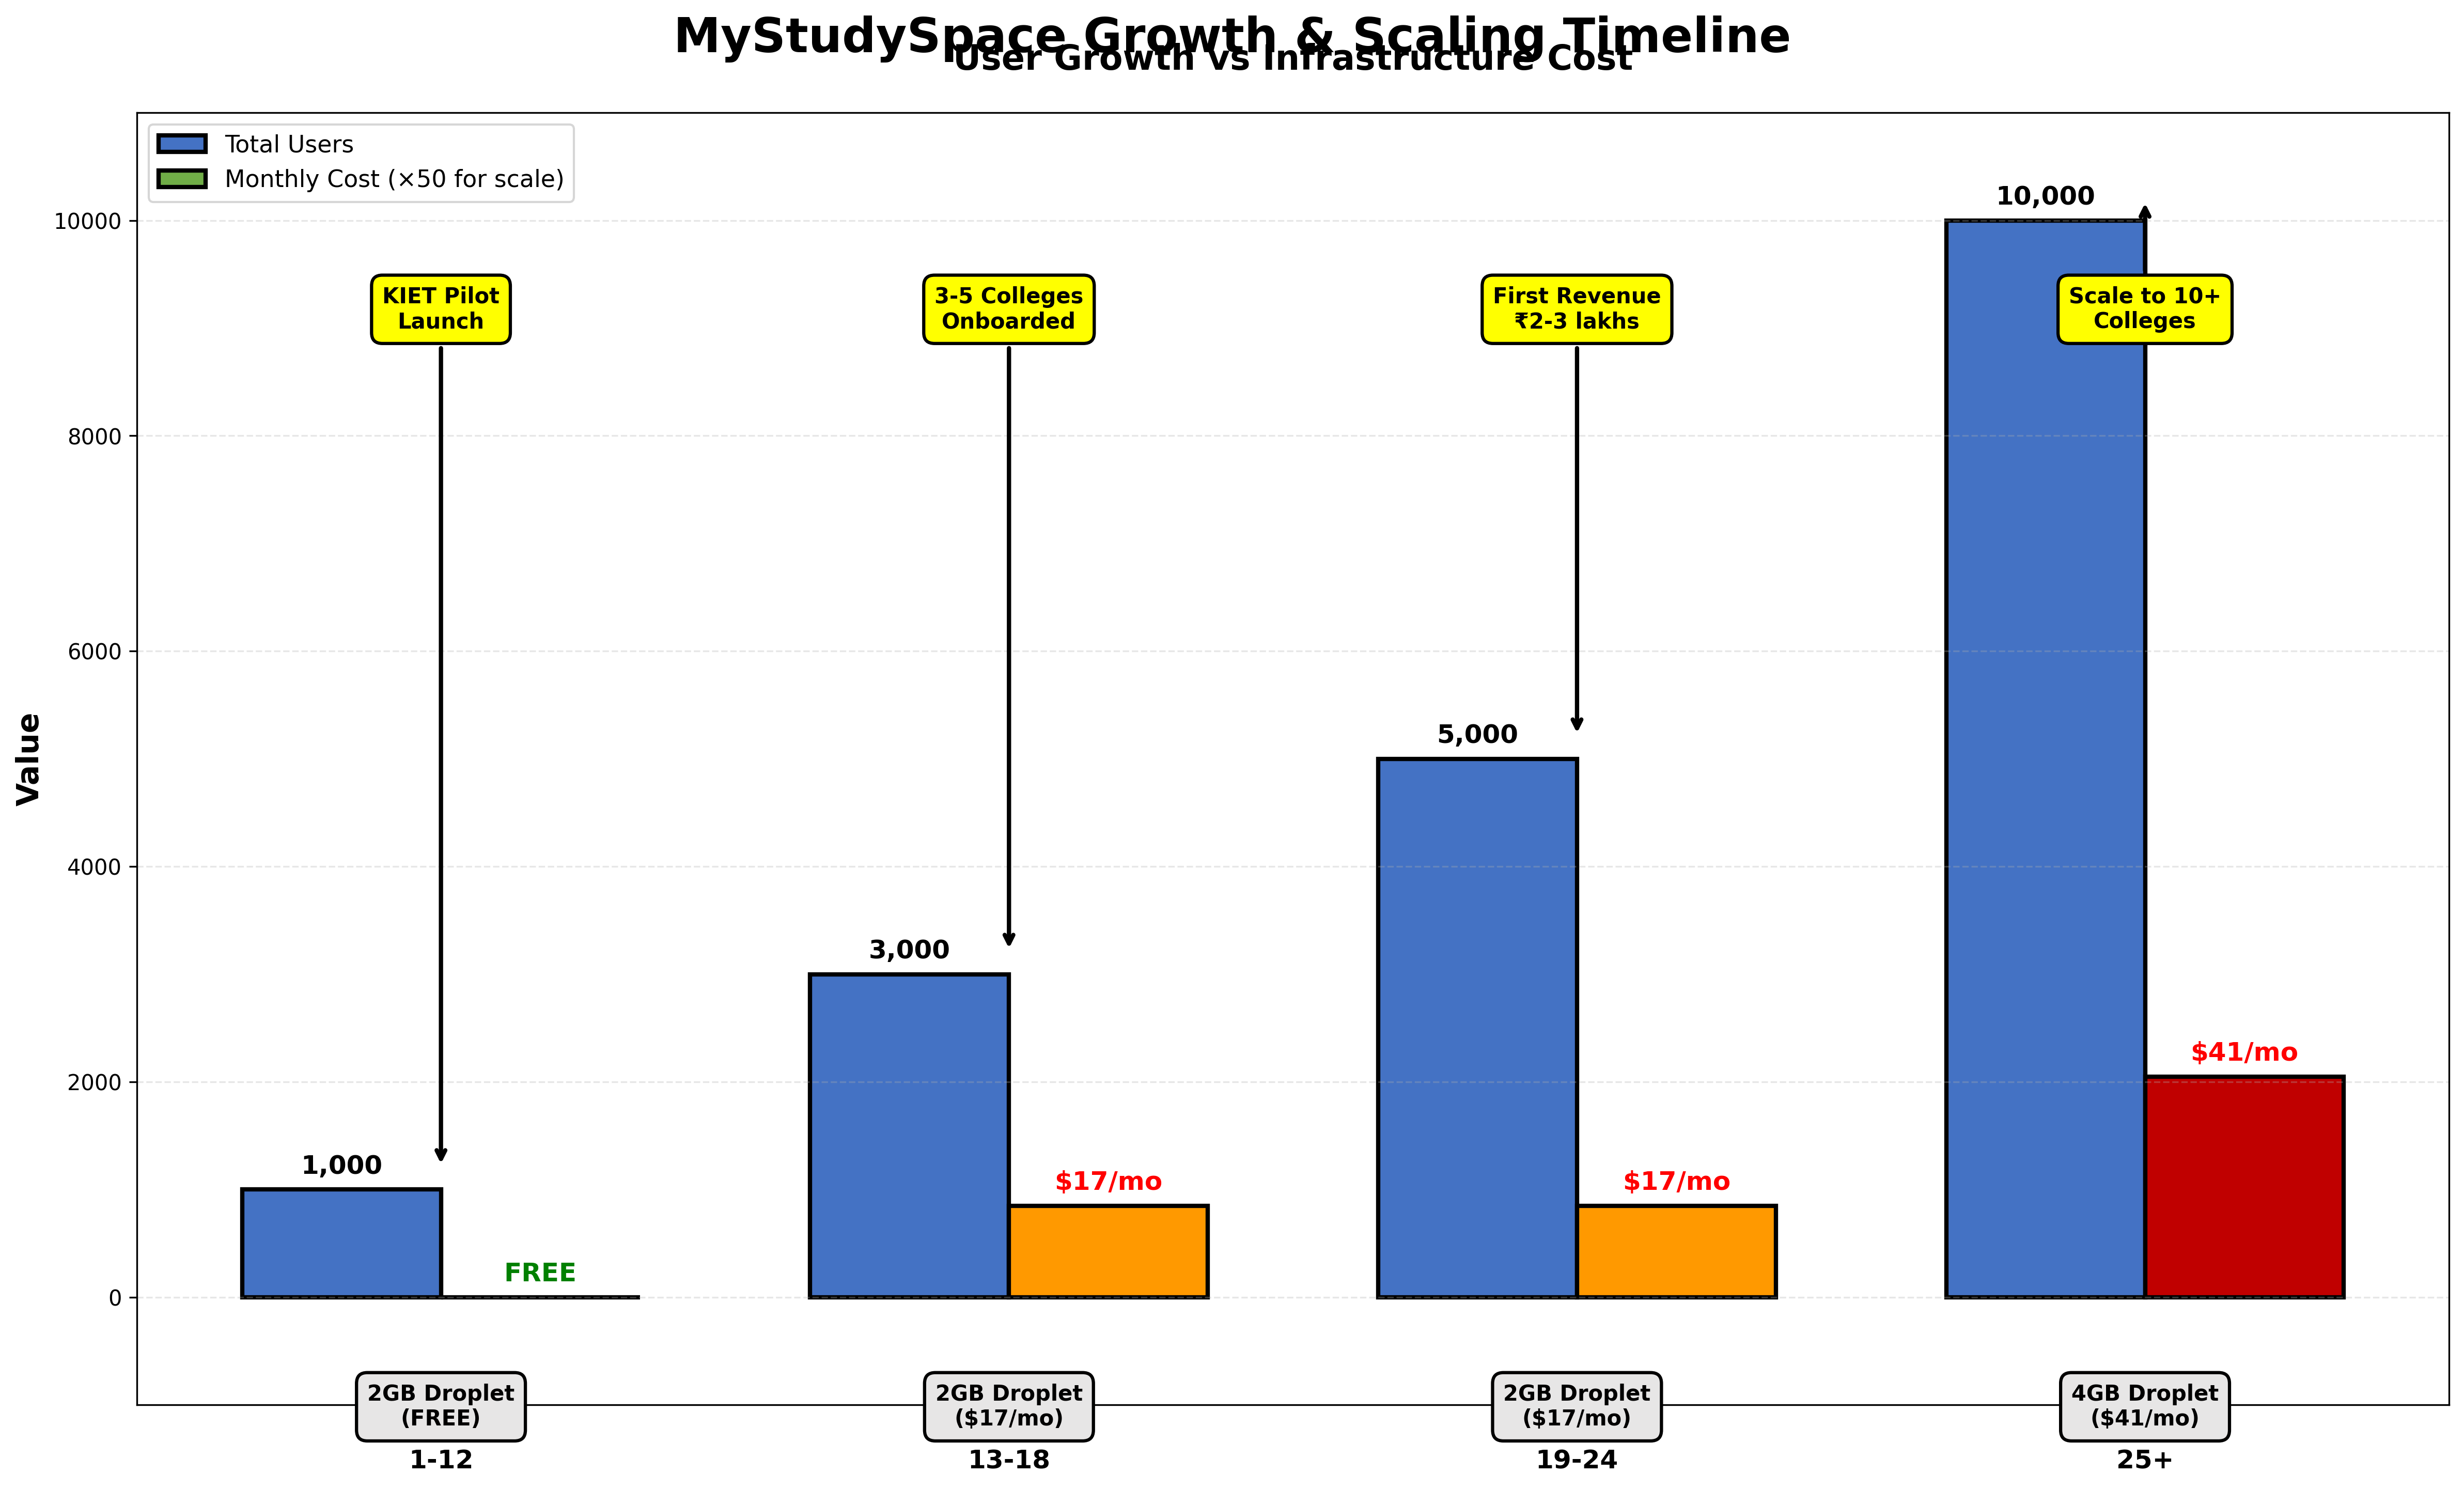 MyStudySpace Growth & Scaling Timeline
User Growth vs Infrastructure Cost
Total Users
Monthly Cost (×50 for scale)
Value
10000
8000
6000
4000
2000
0
KIET Pilot
Launch
3-5 Colleges
Onboarded
First Revenue
₹2-3 lakhs
Scale to 10+
Colleges
1,000
FREE
3,000
$17/mo
5,000
$17/mo
10,000
$41/mo
2GB Droplet
(FREE)
2GB Droplet
($17/mo)
2GB Droplet
($17/mo)
4GB Droplet
($41/mo)
1-12
13-18
19-24
25+